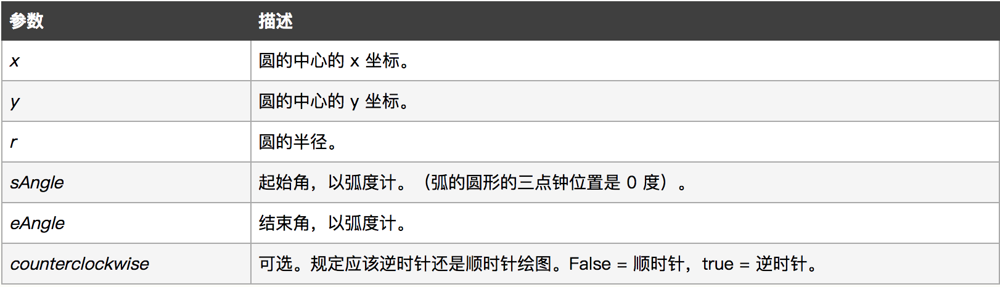 参数 描述
x 圆的中心的 x 坐标。
y 圆的中心的 y 坐标。
r 圆的半径。
sAngle 起始角，以弧度计。（弧的圆形的三点钟位置是 0 度）。
eAngle 结束角，以弧度计。
counterclockwise 可选。规定应该逆时针还是顺时针绘图。False = 顺时针，true = 逆时针。